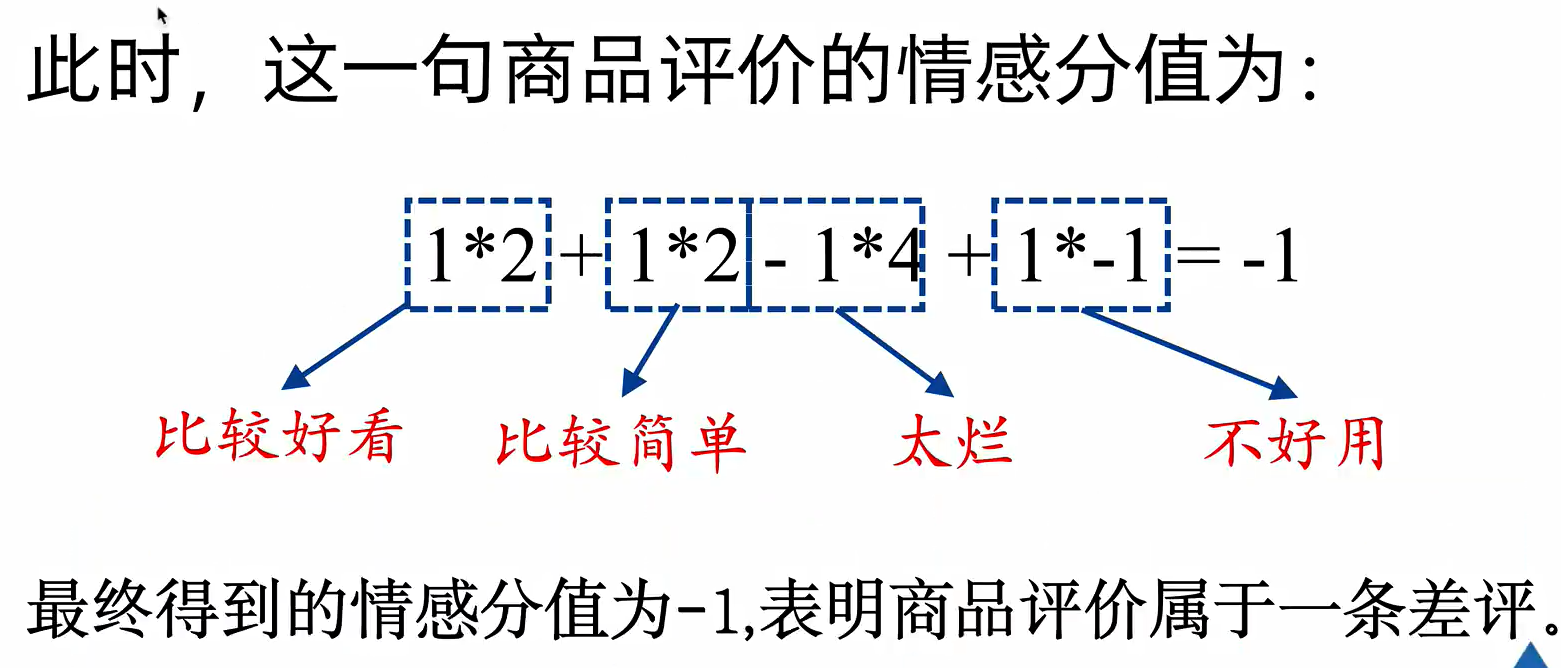 此时，这一句商品评价的情感分值为：
1*2 + 1*2 - 1*4 + 1*-1 = -1
比较好看 比较简单 太烂 不好用
最终得到的情感分值为-1,表明商品评价属于一条差评。